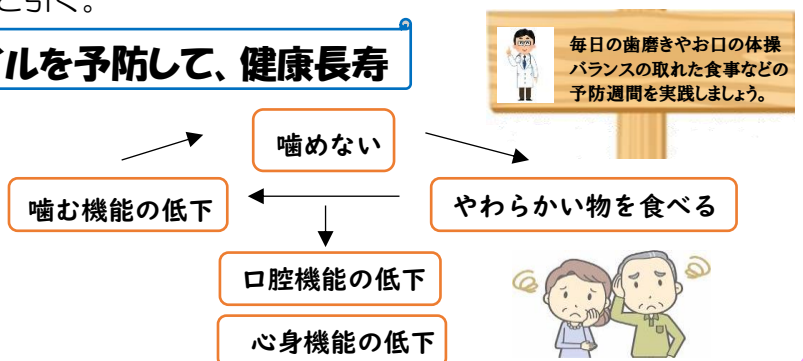 と引く。
イルを予防して、健康長寿
毎日の歯磨きやお口の体操
バランスの取れた食事などの
予防週間を実践しましょう。
噛めない
噛む機能の低下
やわらかい物を食べる
口腔機能の低下
心身機能の低下